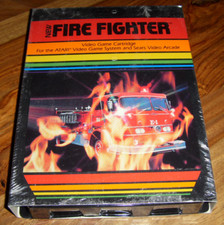 FIRE FIGHTER
Video Game Cartridge
For the ATARI Video Game System and Sears Video Arcade